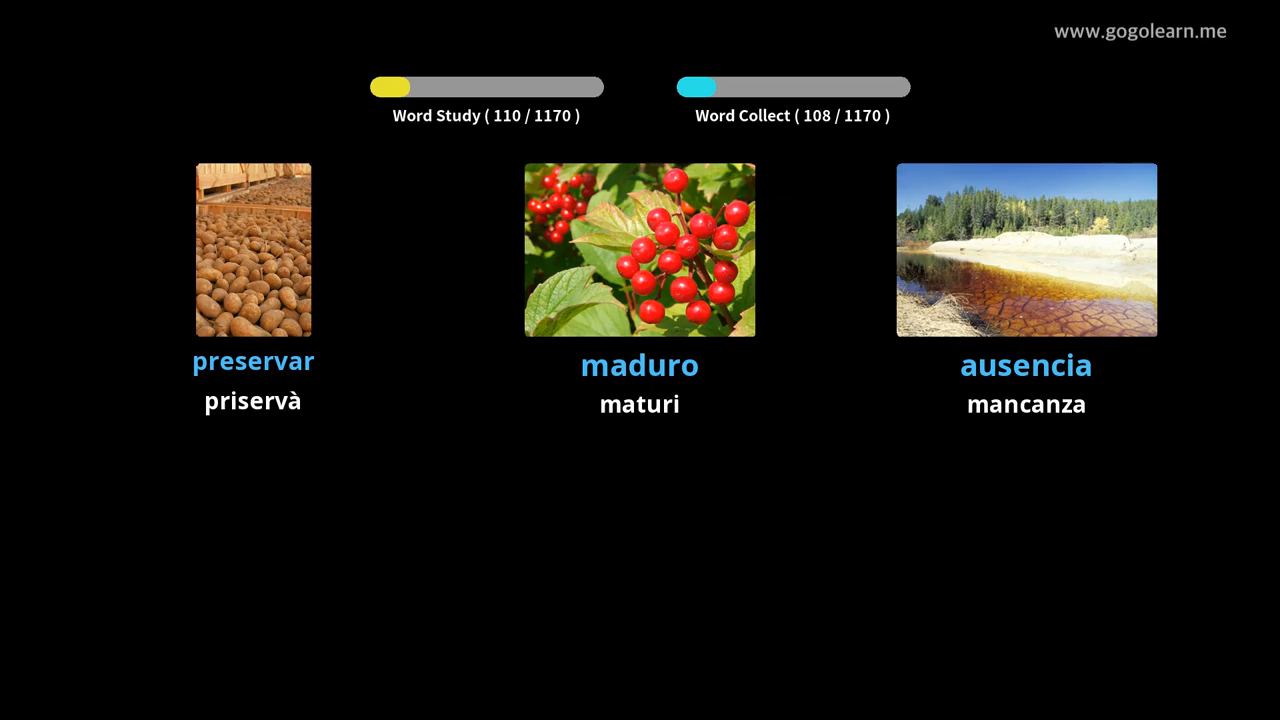 www.gogolearn.me
Word Study ( 110 / 1170 )
Word Collect ( 108 / 1170 )
preservar
priservà
maduro
maturi
ausencia
mancanza